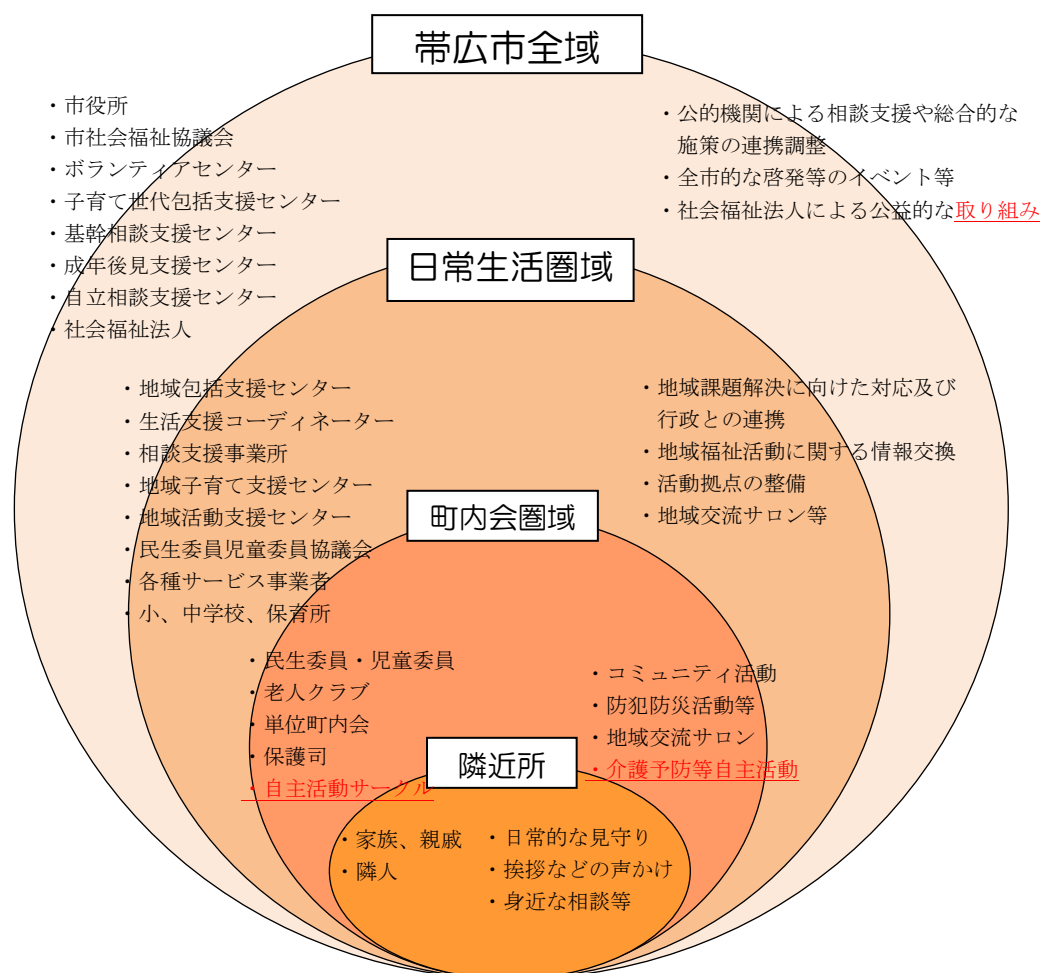 帯広市全域
・市役所
・市社会福祉協議会
・ボランティアセンター
・子育て世代包括支援センター
・基幹相談支援センター
・成年後見支援センター
・自立相談支援センター
・社会福祉法人
・公的機関による相談支援や総合的な
施策の連携調整
・全市的な啓発等のイベント等
・社会福祉法人による公益的な取り組み
日常生活圏域
・地域包括支援センター
・生活支援コーディネーター
・相談支援事業所
・地域子育て支援センター
・地域活動支援センター
・民生委員児童委員協議会
・各種サービス事業者
・小、中学校、保育所
・地域課題解決に向けた対応及び
行政との連携
・地域福祉活動に関する情報交換
・活動拠点の整備
・地域交流サロン等
町内会圏域
・民生委員・児童委員
・老人クラブ
・単位町内会
・保護司
・自主活動サークル
・コミュニティ活動
・防犯防災活動等
・地域交流サロン
・介護予防等自主活動
隣近所
・家族、親戚
・隣人
・日常的な見守り
・挨拶などの声かけ
・身近な相談等